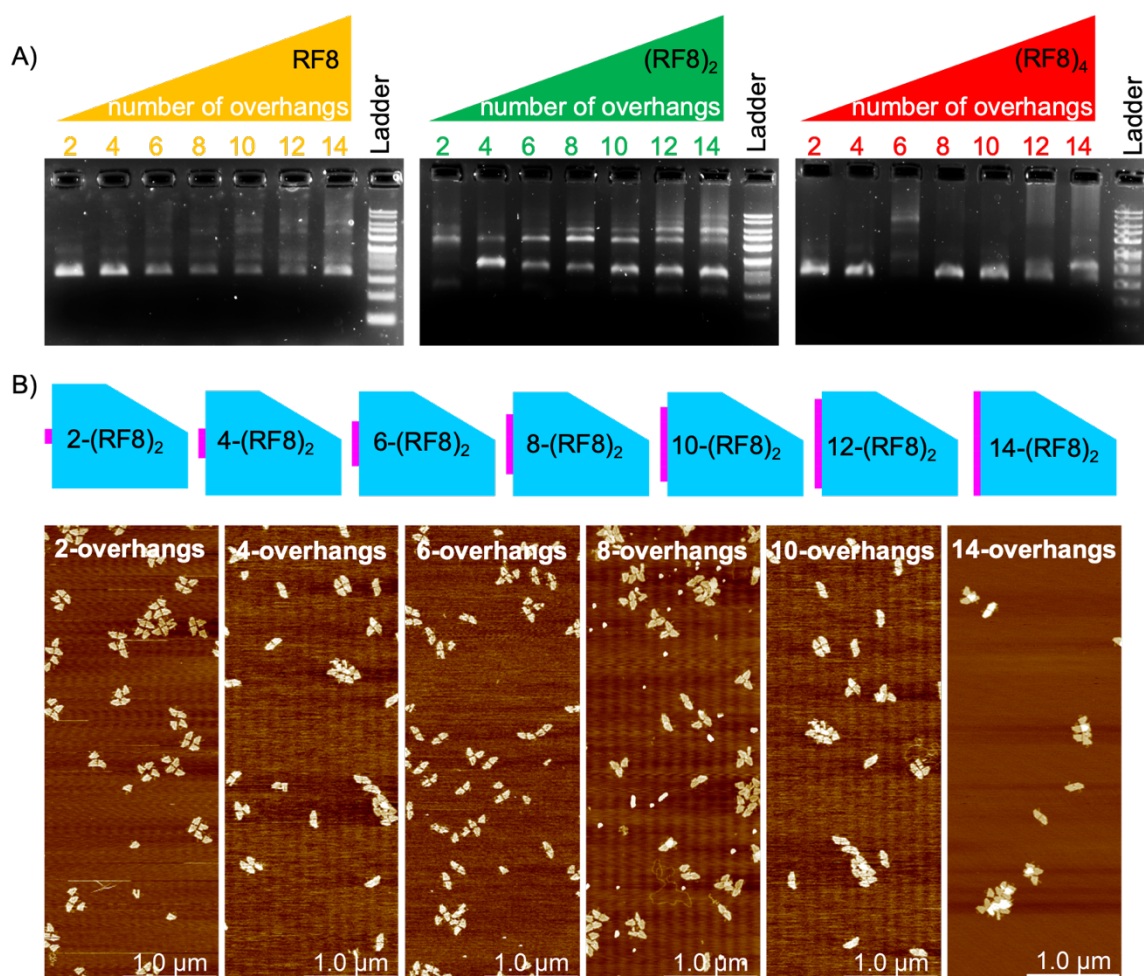 A)
RF8
number of overhangs
2 4 6 8 10 12 14
Ladder
(RF8)₂
number of overhangs
2 4 6 8 10 12 14
Ladder
(RF8)₄
number of overhangs
2 4 6 8 10 12 14
Ladder
B)
2-(RF8)₂ 4-(RF8)₂ 6-(RF8)₂ 8-(RF8)₂ 10-(RF8)₂ 12-(RF8)₂ 14-(RF8)₂
2-overhangs 4-overhangs 6-overhangs 8-overhangs 10-overhangs 14-overhangs
1.0 µm 1.0 µm 1.0 µm 1.0 µm 1.0 µm 1.0 µm